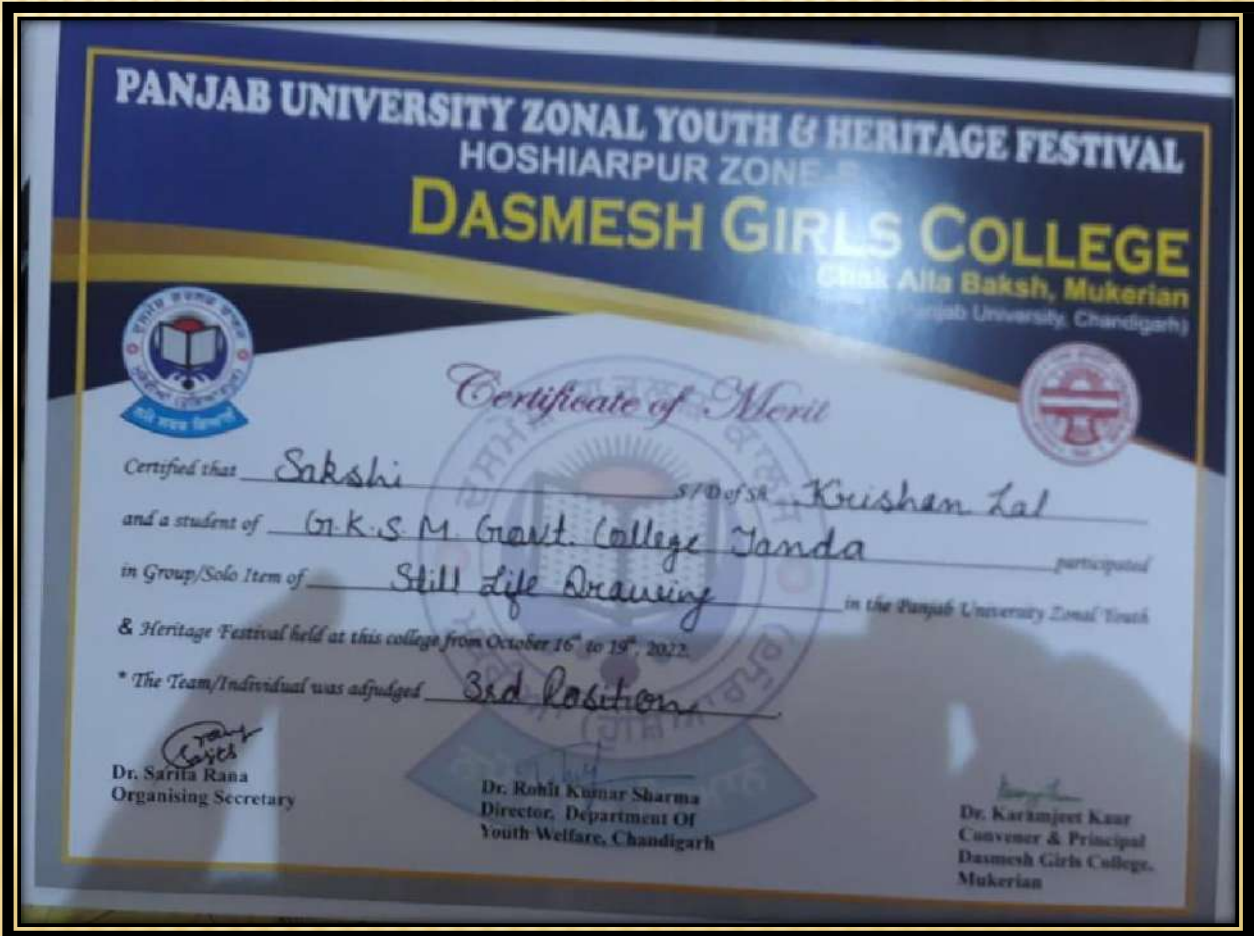 PANJAB UNIVERSITY ZONAL YOUTH & HERITAGE FESTIVAL
HOSHIARPUR ZONE-B
DASMESH GIRLS COLLEGE
Chak Alla Baksh, Mukerian
Panjab University, Chandigarh)
Certificate of Merit
Certified that Sakshi S/D of Sh. Krishan Lal
and a student of G.K.S.M. Govt. College Tanda participated
in Group/Solo Item of Still Life Drawing in the Panjab University Zonal Youth
& Heritage Festival held at this college from October 16th to 19th, 2022.
* The Team/Individual was adjudged 3rd Position.
Dr. Sarita Rana
Organising Secretary
Dr. Rohit Kumar Sharma
Director, Department Of
Youth Welfare, Chandigarh
Dr. Karamjeet Kaur
Convener & Principal
Dasmesh Girls College,
Mukerian